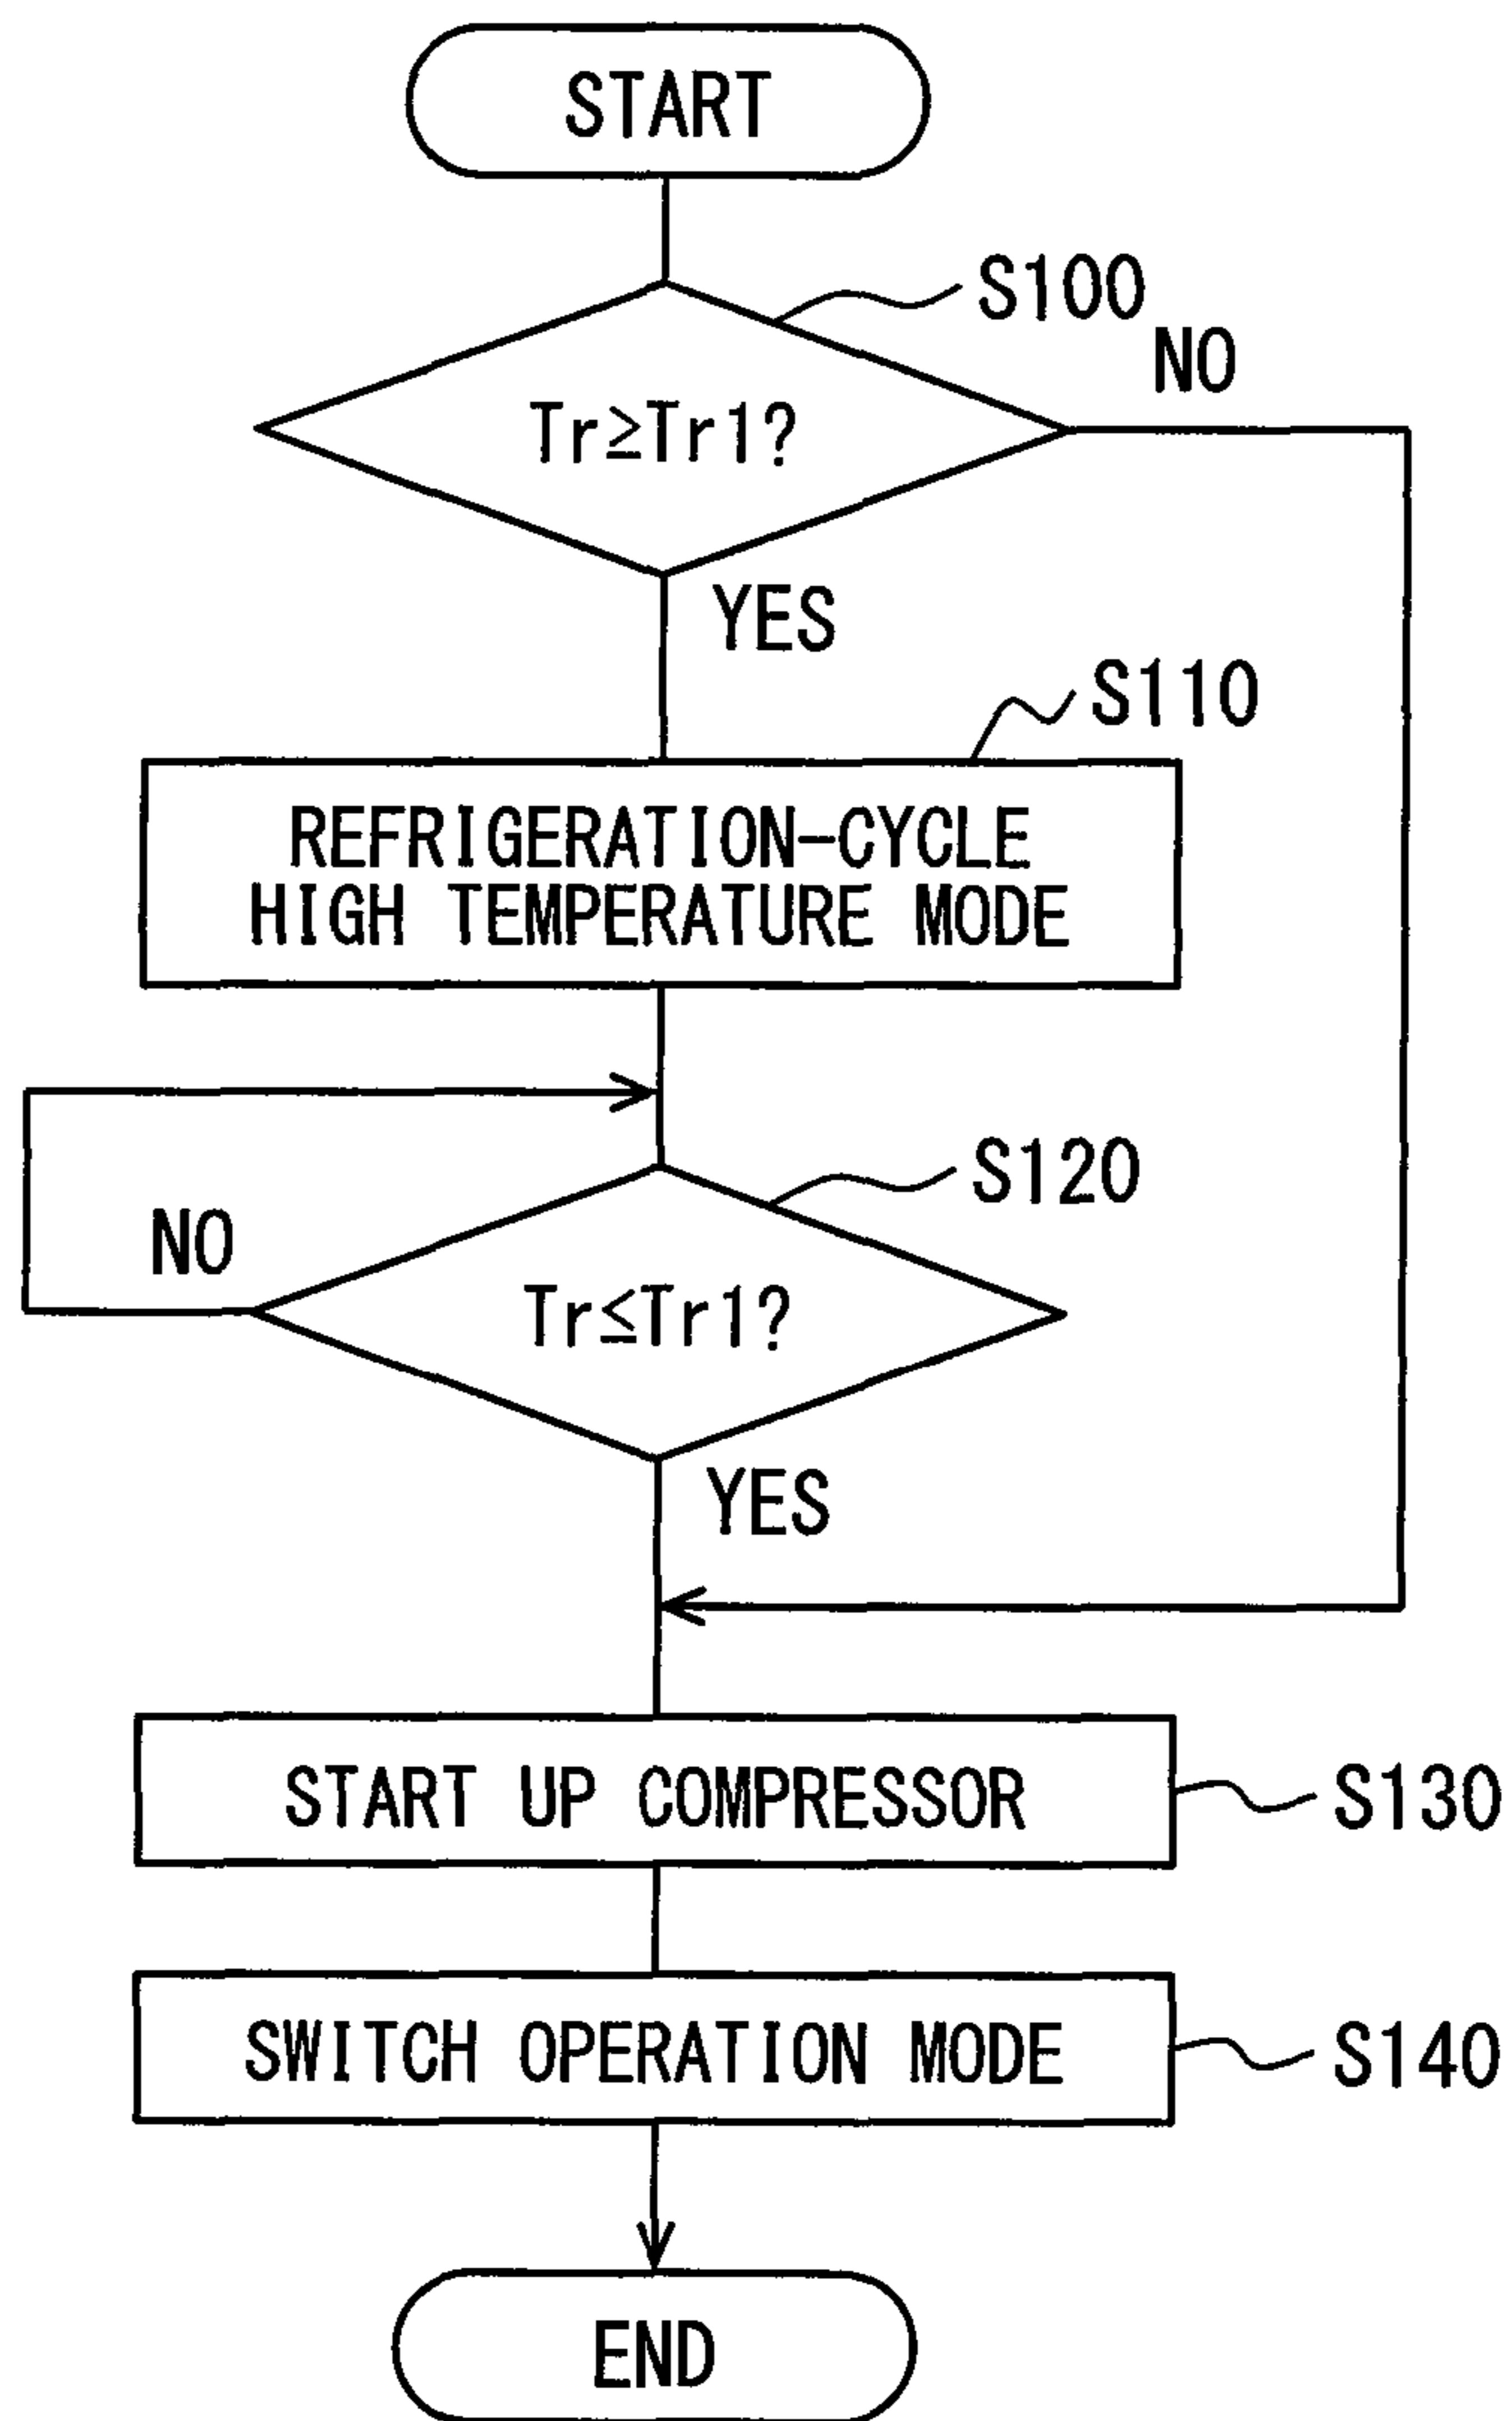 START
S100
NO
Tr≧Tr1?
YES
S110
REFRIGERATION-CYCLE
HIGH TEMPERATURE MODE
S120
NO
Tr≦Tr1?
YES
START UP COMPRESSOR
S130
SWITCH OPERATION MODE
S140
END